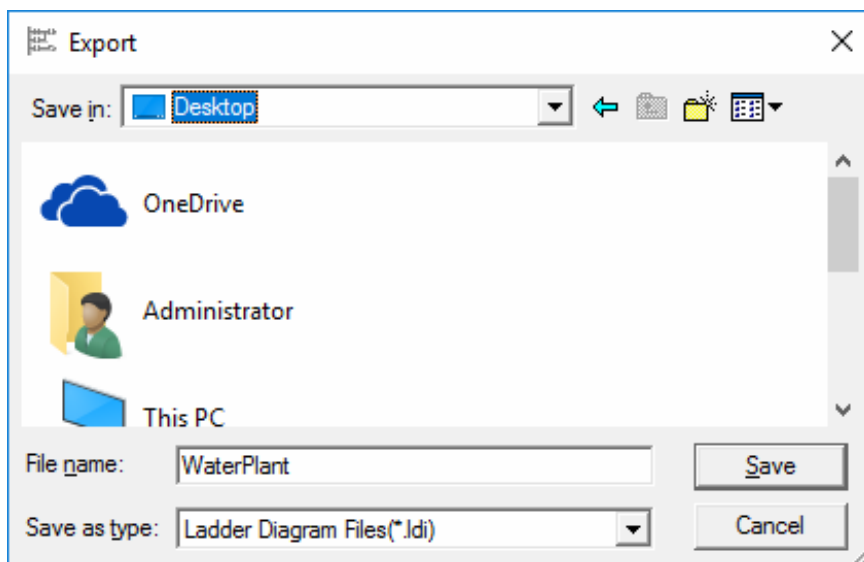 Export
Save in: Desktop
OneDrive
Administrator
This PC
File name: WaterPlant Save
Save as type: Ladder Diagram Files(*.ldi) Cancel